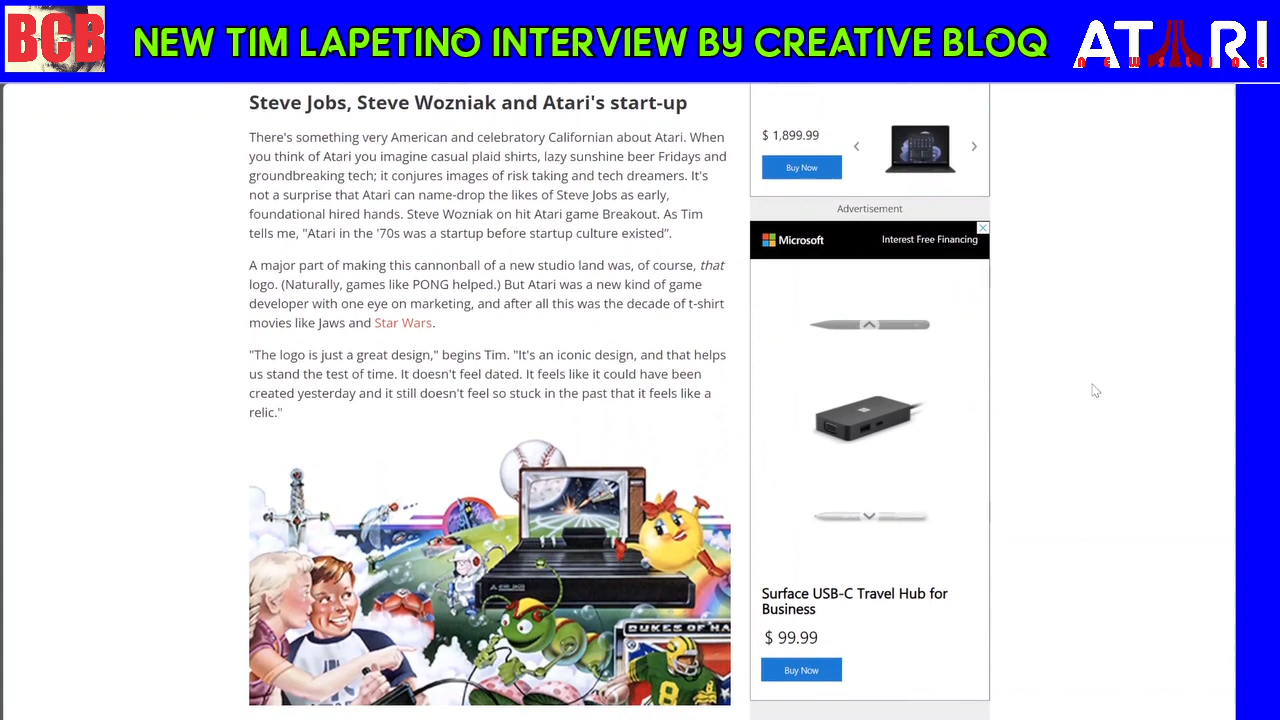 BCB
NEW TIM LAPETINO INTERVIEW BY CREATIVE BLOQ
ATARI
NEWSLINE
Steve Jobs, Steve Wozniak and Atari's start-up
There's something very American and celebratory Californian about Atari. When
you think of Atari you imagine casual plaid shirts, lazy sunshine beer Fridays and
groundbreaking tech; it conjures images of risk taking and tech dreamers. It's
not a surprise that Atari can name-drop the likes of Steve Jobs as early,
foundational hired hands. Steve Wozniak on hit Atari game Breakout. As Tim
tells me, "Atari in the '70s was a startup before startup culture existed”.
A major part of making this cannonball of a new studio land was, of course, that
logo. (Naturally, games like PONG helped.) But Atari was a new kind of game
developer with one eye on marketing, and after all this was the decade of t-shirt
movies like Jaws and Star Wars.
"The logo is just a great design," begins Tim. "It's an iconic design, and that helps
us stand the test of time. It doesn't feel dated. It feels like it could have been
created yesterday and it still doesn't feel so stuck in the past that it feels like a
relic."
DUKES OF HA
8
$ 1,899.99
Buy Now
Advertisement
Microsoft
Interest Free Financing
Surface USB-C Travel Hub for
Business
$ 99.99
Buy Now